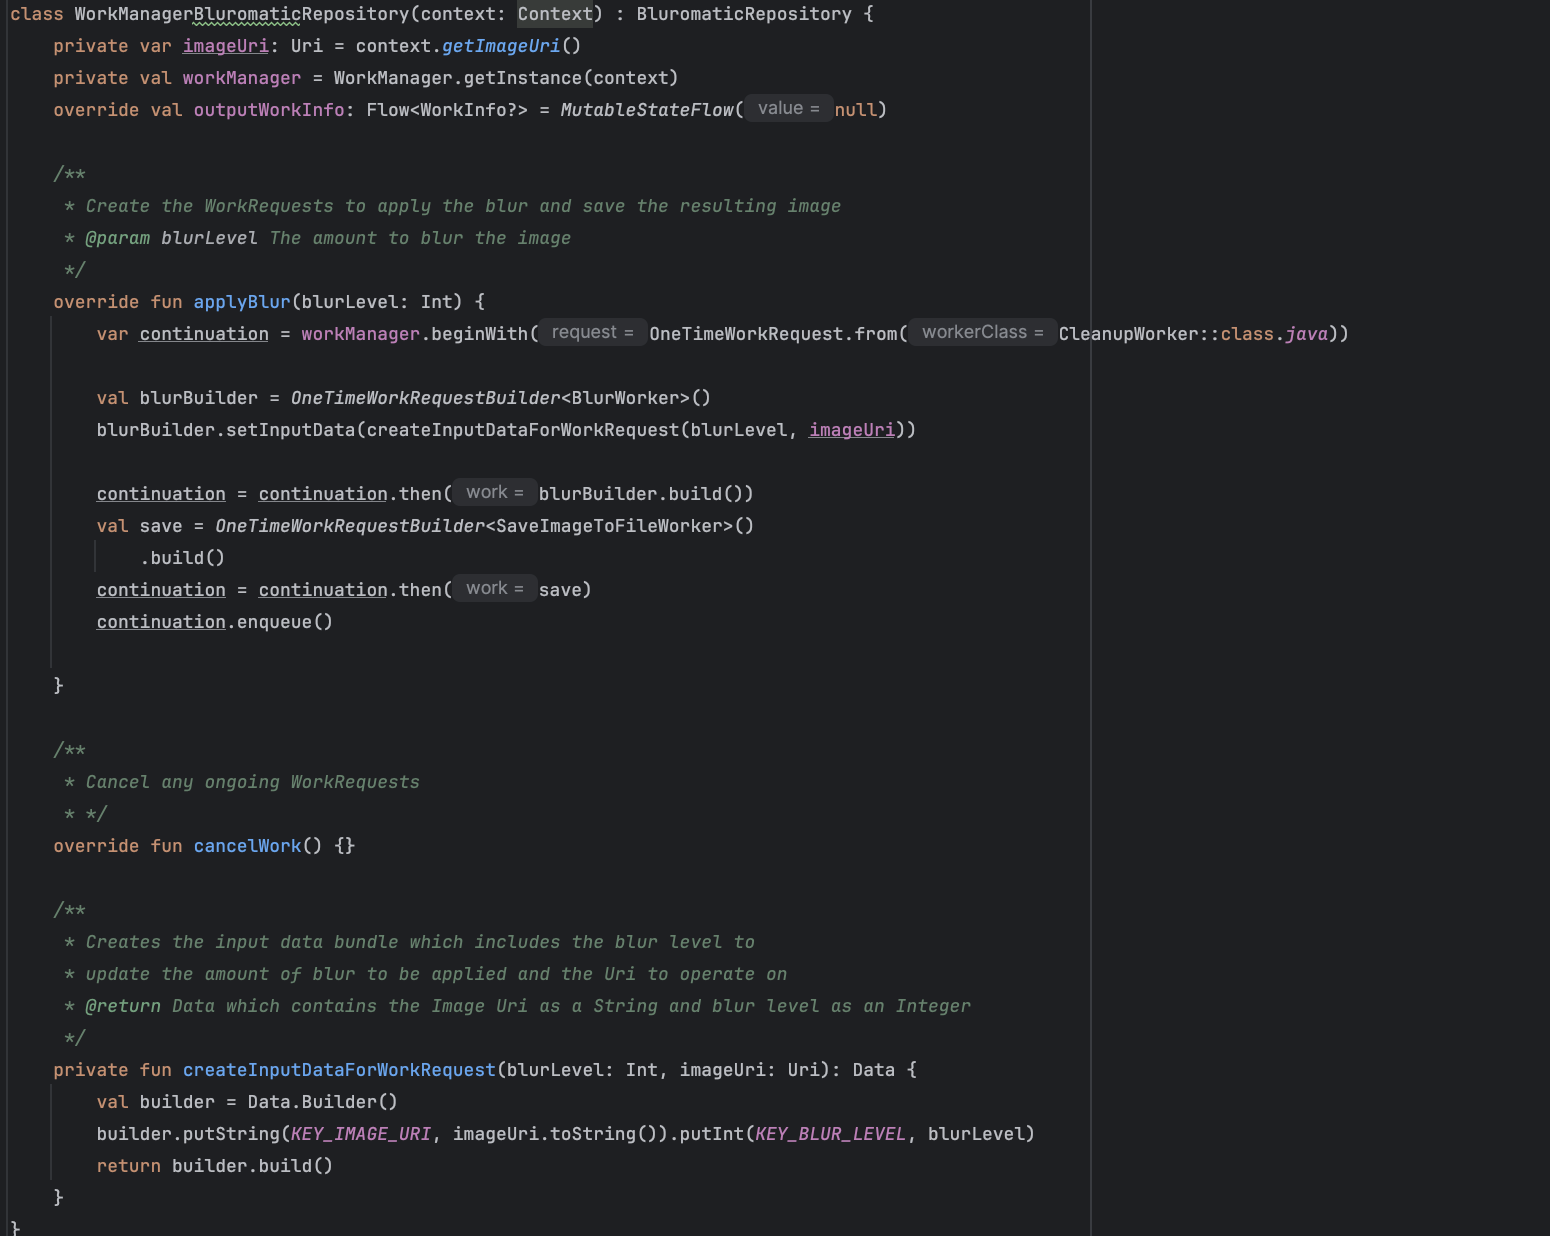 class WorkManagerBluromaticRepository(context: Context) : BluromaticRepository {
    private var imageUri: Uri = context.getImageUri()
    private val workManager = WorkManager.getInstance(context)
    override val outputWorkInfo: Flow<WorkInfo?> = MutableStateFlow( value = null)

    /**
     * Create the WorkRequests to apply the blur and save the resulting image
     * @param blurLevel The amount to blur the image
     */
    override fun applyBlur(blurLevel: Int) {
        var continuation = workManager.beginWith( request = OneTimeWorkRequest.from( workerClass = CleanupWorker::class.java))

        val blurBuilder = OneTimeWorkRequestBuilder<BlurWorker>()
        blurBuilder.setInputData(createInputDataForWorkRequest(blurLevel, imageUri))

        continuation = continuation.then( work = blurBuilder.build())
        val save = OneTimeWorkRequestBuilder<SaveImageToFileWorker>()
            .build()
        continuation = continuation.then( work = save)
        continuation.enqueue()

    }

    /**
     * Cancel any ongoing WorkRequests
     * */
    override fun cancelWork() {}

    /**
     * Creates the input data bundle which includes the blur level to
     * update the amount of blur to be applied and the Uri to operate on
     * @return Data which contains the Image Uri as a String and blur level as an Integer
     */
    private fun createInputDataForWorkRequest(blurLevel: Int, imageUri: Uri): Data {
        val builder = Data.Builder()
        builder.putString(KEY_IMAGE_URI, imageUri.toString()).putInt(KEY_BLUR_LEVEL, blurLevel)
        return builder.build()
    }
}